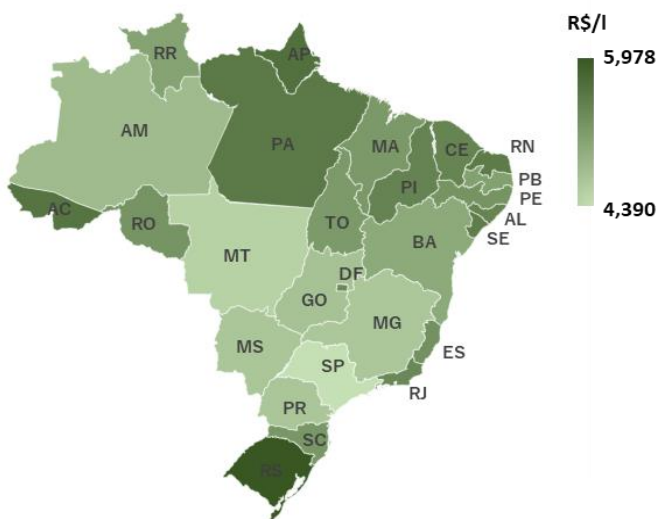 R$/l
5,978
4,390
RR
AP
AM
PA
MA
CE
RN
PI
PB
PE
AL
SE
AC
RO
TO
BA
MT
DF
GO
MG
ES
MS
SP
RJ
PR
SC
RS